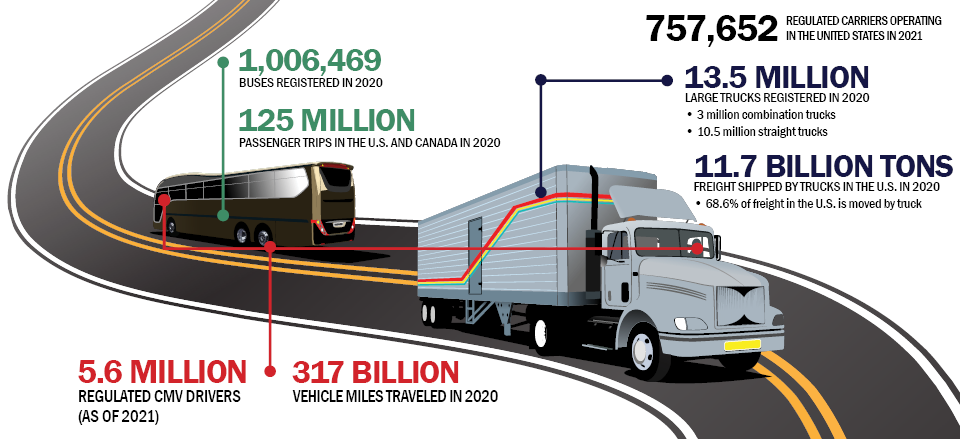 757,652
REGULATED CARRIERS OPERATING
IN THE UNITED STATES IN 2021
1,006,469
BUSES REGISTERED IN 2020
125 MILLION
PASSENGER TRIPS IN THE U.S. AND CANADA IN 2020
13.5 MILLION
LARGE TRUCKS REGISTERED IN 2020
• 3 million combination trucks
• 10.5 million straight trucks
11.7 BILLION TONS
FREIGHT SHIPPED BY TRUCKS IN THE U.S. IN 2020
• 68.6% of freight in the U.S. is moved by truck
5.6 MILLION
REGULATED CMV DRIVERS
(AS OF 2021)
317 BILLION
VEHICLE MILES TRAVELED IN 2020